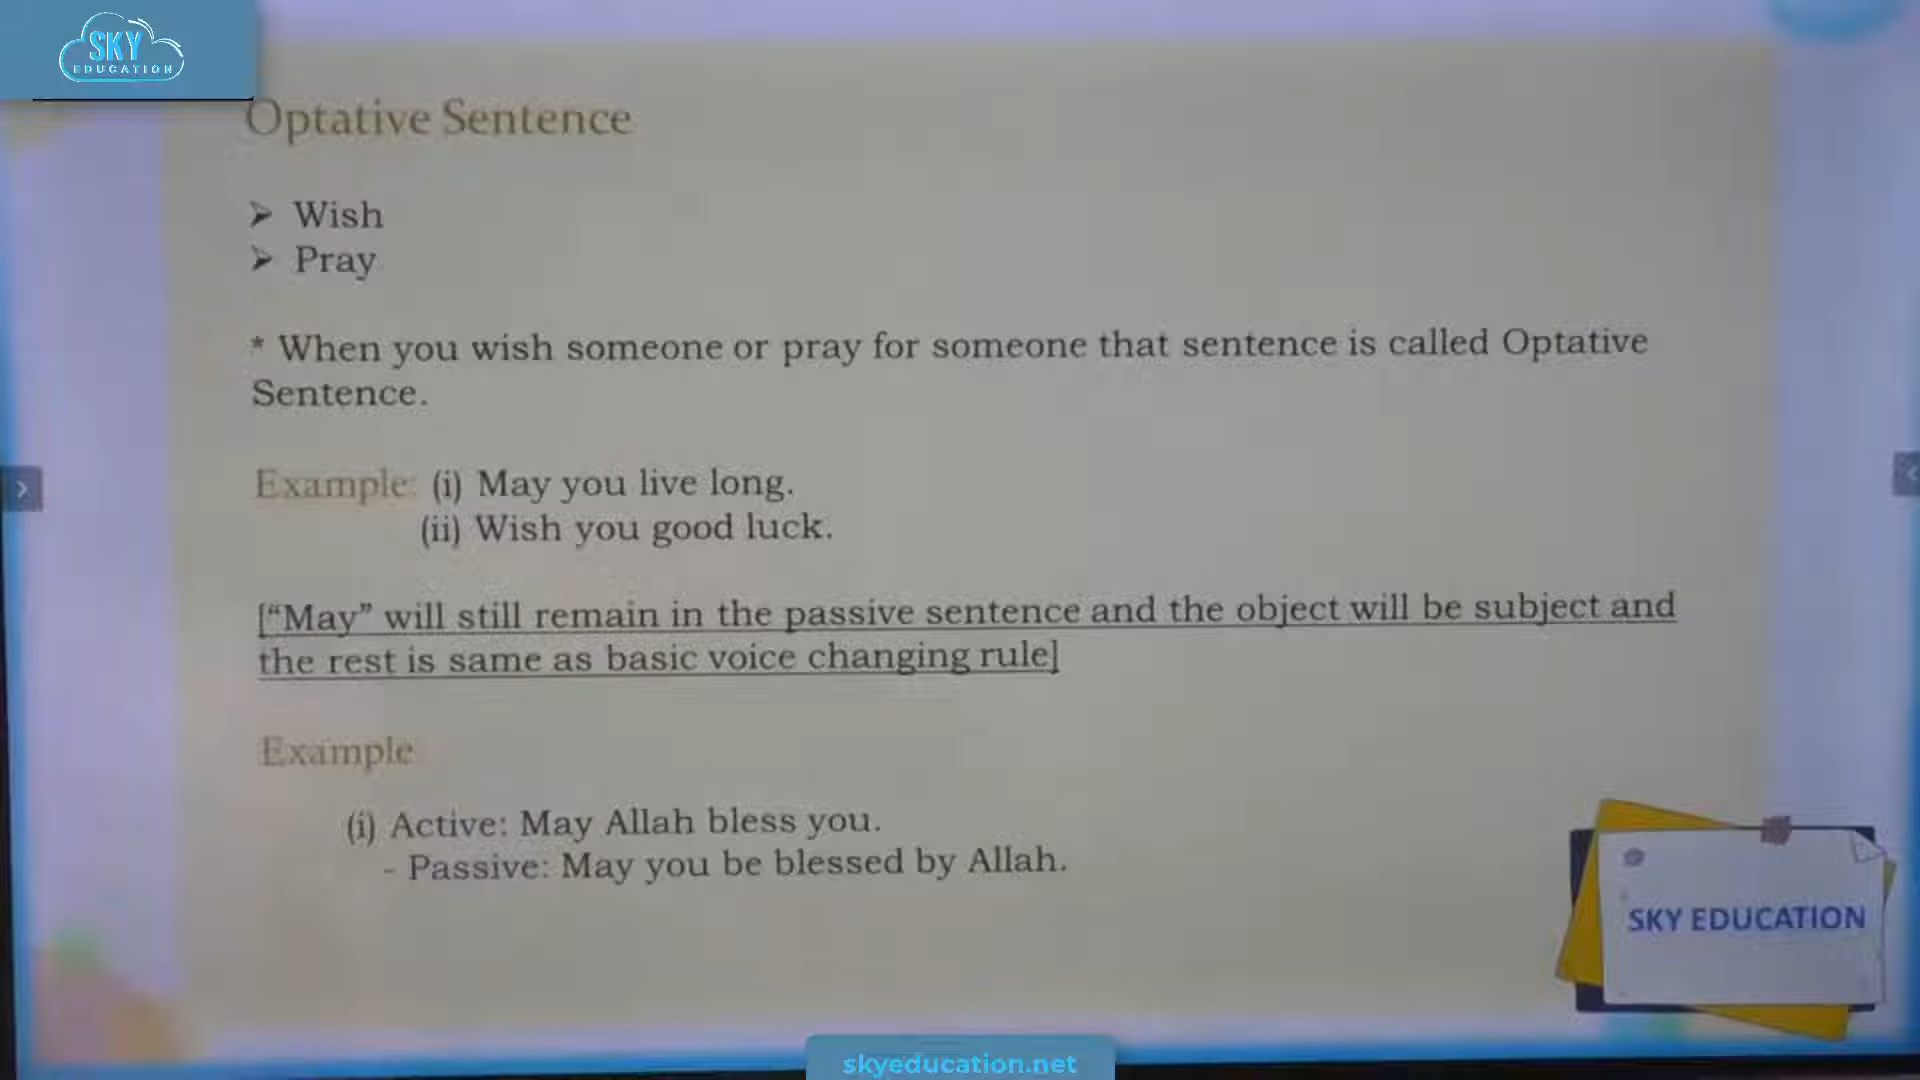 SKY
EDUCATION
Optative Sentence
➢ Wish
➢ Pray
* When you wish someone or pray for someone that sentence is called Optative
Sentence.
Example: (i) May you live long.
(ii) Wish you good luck.
[“May” will still remain in the passive sentence and the object will be subject and
the rest is same as basic voice changing rule]
Example
(i) Active: May Allah bless you.
- Passive: May you be blessed by Allah.
SKY EDUCATION
skyeducation.net